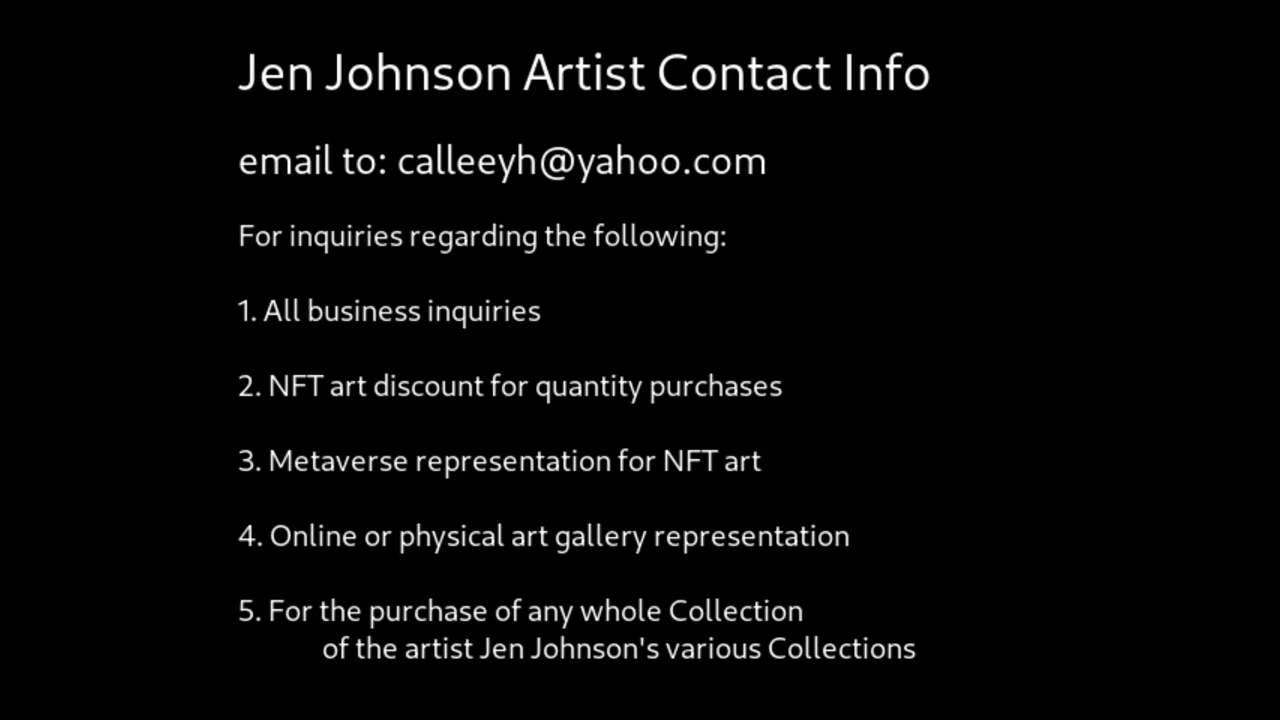 Jen Johnson Artist Contact Info
email to: calleeyh@yahoo.com
For inquiries regarding the following:
1. All business inquiries
2. NFT art discount for quantity purchases
3. Metaverse representation for NFT art
4. Online or physical art gallery representation
5. For the purchase of any whole Collection
of the artist Jen Johnson's various Collections